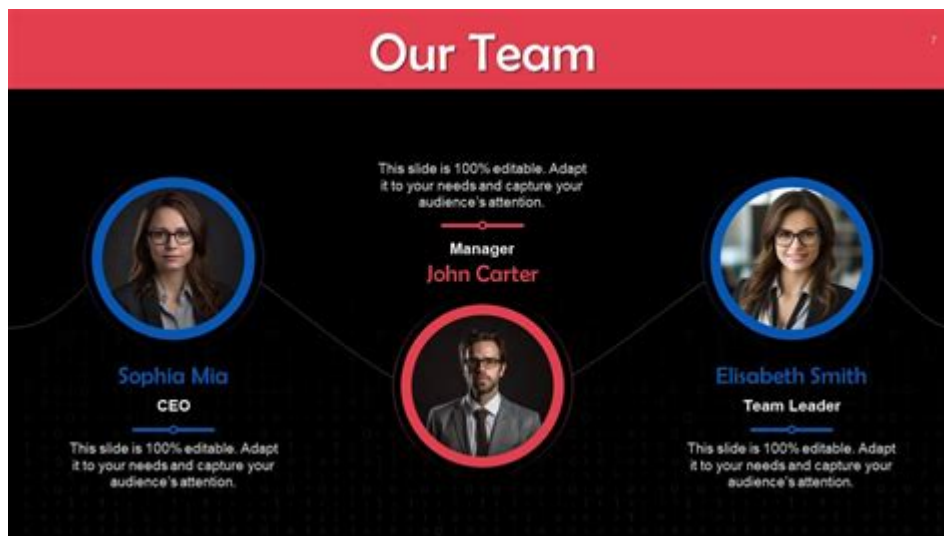 Our Team
7
This slide is 100% editable. Adapt
it to your needs and capture your
audience's attention.
Manager
John Carter
Sophia Mia
CEO
This slide is 100% editable. Adapt
it to your needs and capture your
audience's attention.
Elisabeth Smith
Team Leader
This slide is 100% editable. Adapt
it to your needs and capture your
audience's attention.